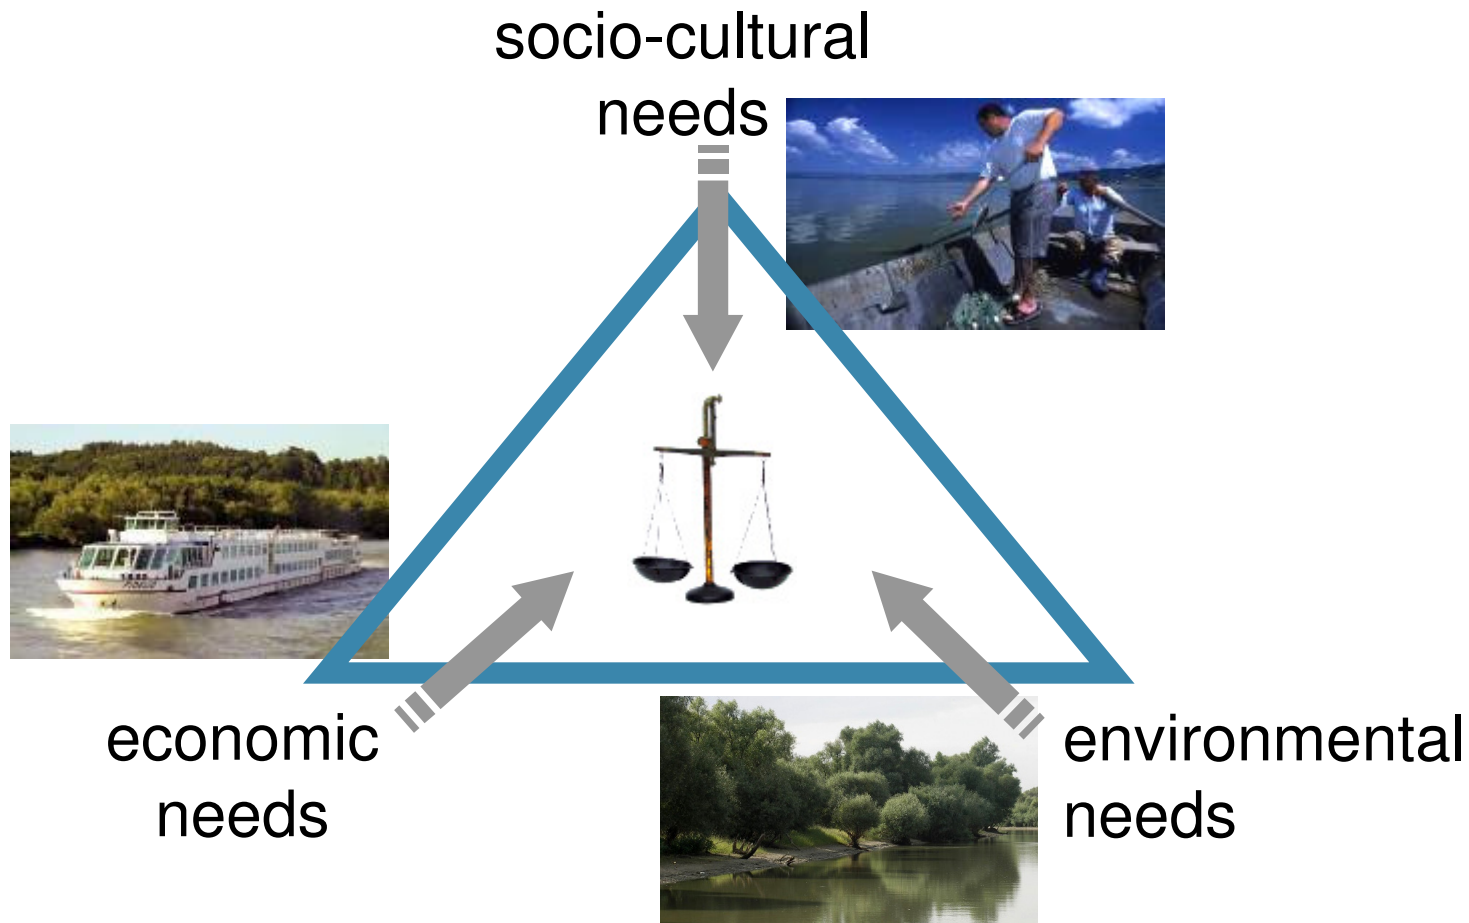 socio-cultural
needs
economic
needs
environmental
needs